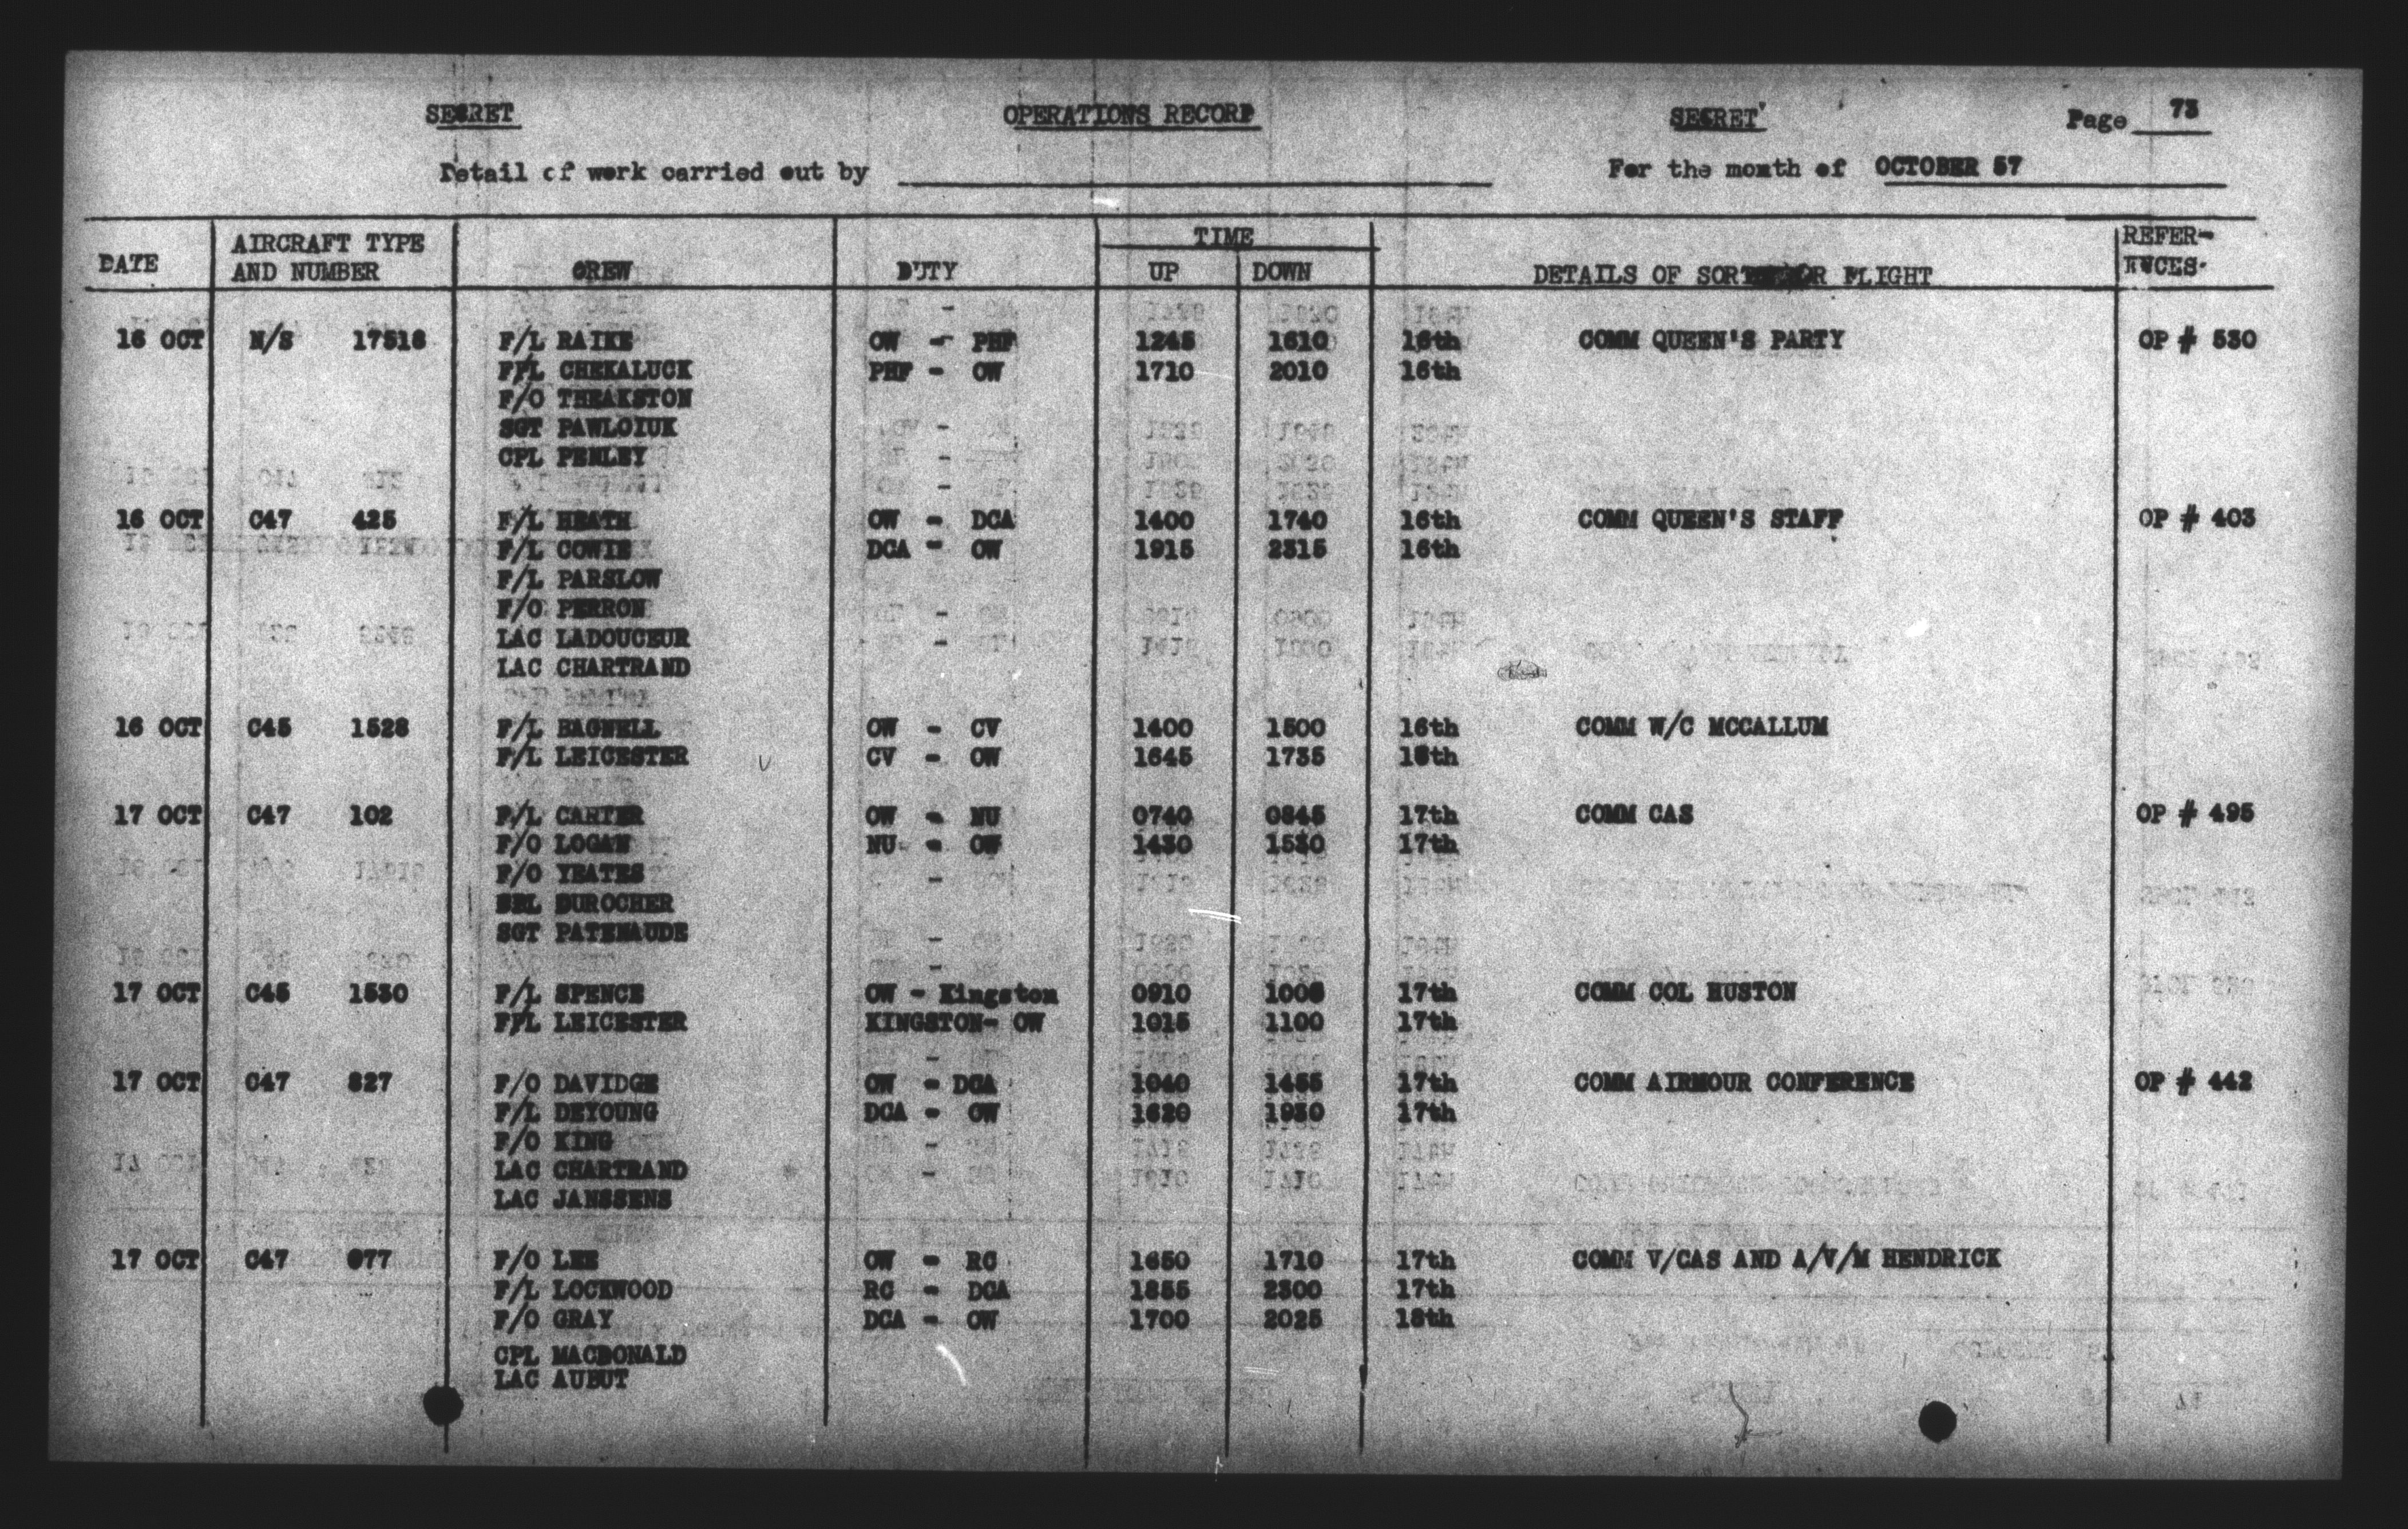 SECRET OPERATIONS RECORD SECRET Page 73
Detail of work carried out by For the month of OCTOBER 57
DATE AIRCRAFT TYPE AND NUMBER CREW DUTY TIME UP DOWN DETAILS OF SORTIE OR FLIGHT REFER-ENCES.
16 OCT N/S 17518 F/L RAIKE OW - PHF 1245 1610 16th COMM QUEEN'S PARTY OP # 530
F/L CHEKALUCK PHF - OW 1710 2010 16th
F/O THEAKSTON
SGT PAWLOIUK
CPL PENLEY
16 OCT C47 425 F/L HEATH OW - DCA 1400 1740 16th COMM QUEEN'S STAFF OP # 403
F/L COWIE DCA - OW 1915 2315 16th
F/L PARSLOW
F/O PERRON
LAC LADOUCEUR
LAC CHARTRAND
16 OCT C45 1528 F/L BAGNELL OW - CV 1400 1500 16th COMM W/C MCCALLUM
F/L LEICESTER CV - OW 1645 1735 16th
17 OCT C47 102 F/L CARTER OW - NU 0740 0845 17th COMM CAS OP # 495
F/O LOGAN NU - OW 1430 1530 17th
F/O YEATES
DUROCHER
SGT PATENAUDE
17 OCT C45 1530 F/L SPENCE OW - Kingston 0910 1005 17th COMM COL HUSTON
F/L LEICESTER KINGSTON- OW 1015 1100 17th
17 OCT C47 827 F/O DAVIDGE OW - DCA 1040 1455 17th COMM AIRMOUR CONFERENCE OP # 442
F/L DEYOUNG DCA - OW 1620 1930 17th
F/O KING
LAC CHARTRAND
LAC JANSSENS
17 OCT C47 977 F/O LEE OW - RC 1650 1710 17th COMM V/CAS AND A/V/M HENDRICK
F/L LOCKWOOD RC - DCA 1855 2300 17th
F/O GRAY DCA - OW 1700 2025 18th
CPL MACDONALD
LAC AUBUT